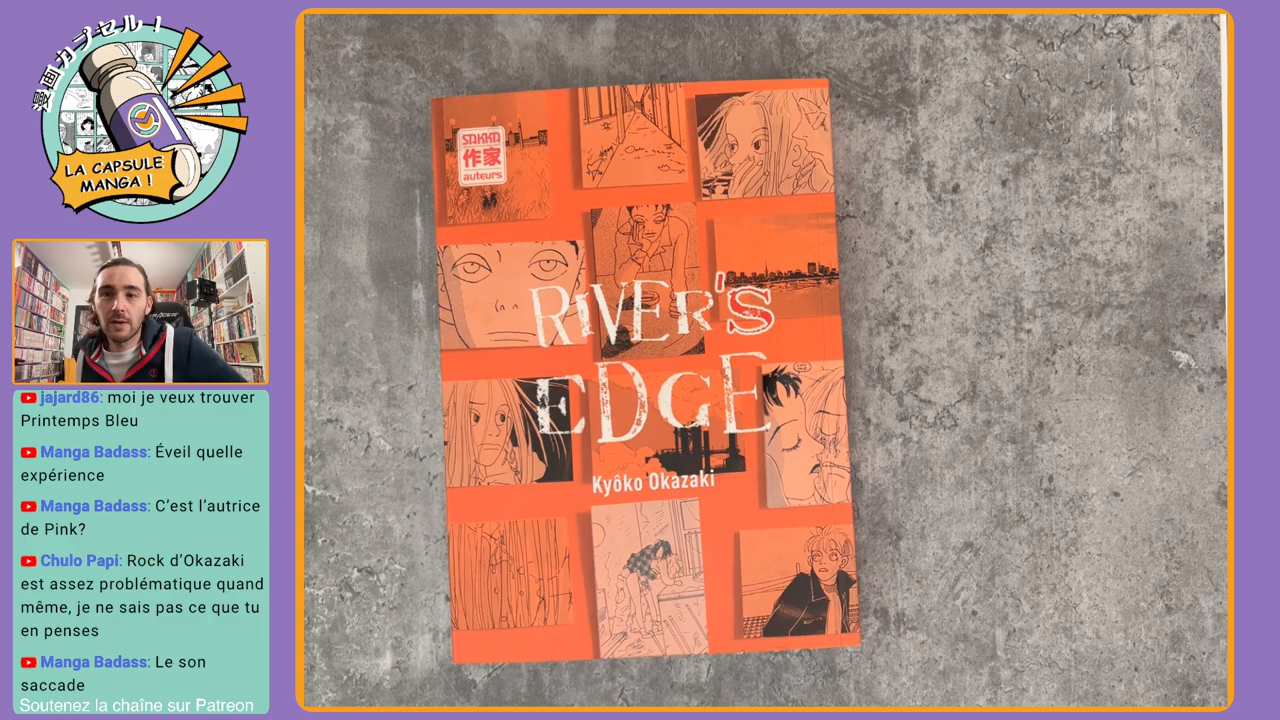 漫画カプセル!
LA CAPSULE
MANGA !
jajard86: moi je veux trouver
Printemps Bleu
Manga Badass: Éveil quelle
expérience
Manga Badass: C'est l'autrice
de Pink?
Chulo Papi: Rock d'Okazaki
est assez problématique quand
même, je ne sais pas ce que tu
en penses
Manga Badass: Le son
saccade
Soutenez la chaîne sur Patreon
SAKKA
作家
auteurs
RIVER'S
EDGE
Kyôko Okazaki